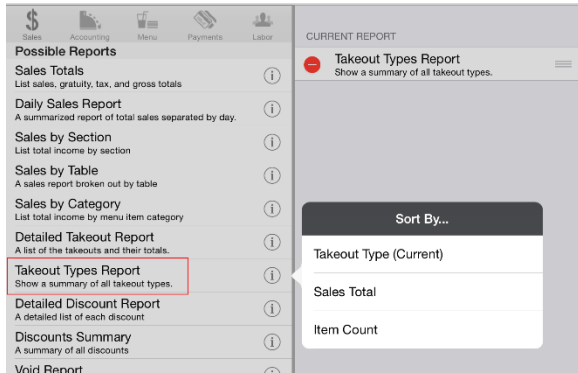 Sales Accounting Menu Payments Labor
Possible Reports
Sales Totals
List sales, gratuity, tax, and gross totals
Daily Sales Report
A summarized report of total sales separated by day.
Sales by Section
List total income by section
Sales by Table
A sales report broken out by table
Sales by Category
List total income by menu item category
Detailed Takeout Report
A list of the takeouts and their totals.
Takeout Types Report
Show a summary of all takeout types.
Detailed Discount Report
A detailed list of each discount
Discounts Summary
A summary of all discounts
Void Report
CURRENT REPORT
Takeout Types Report
Show a summary of all takeout types.
Sort By...
Takeout Type (Current)
Sales Total
Item Count